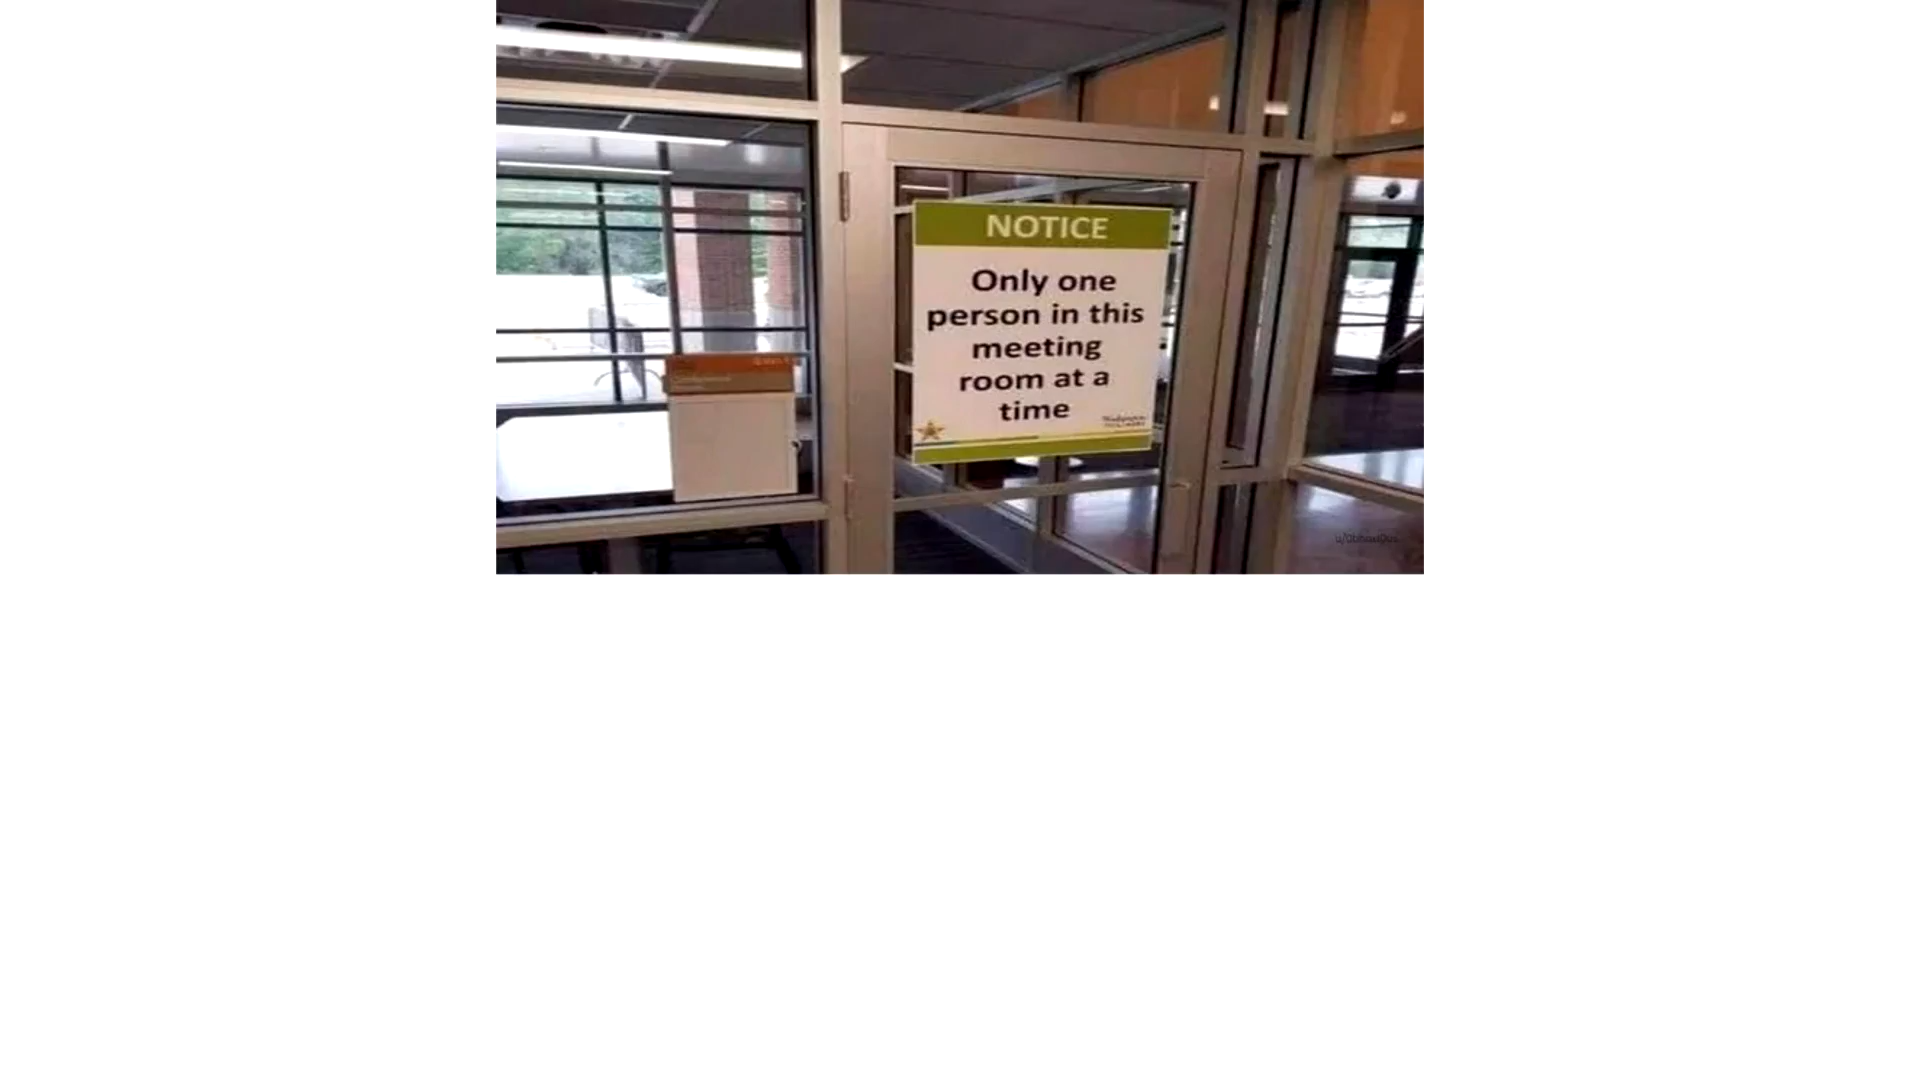 NOTICE
Only one
person in this
meeting
room at a
time